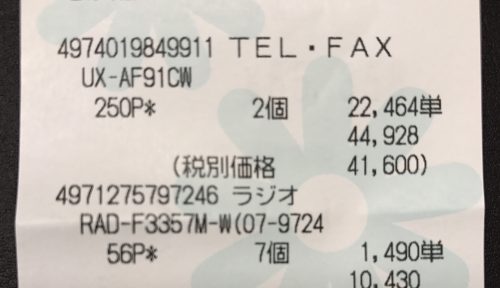 4974019849911 TEL・FAX
UX-AF91CW
250P* 2個 22,464単
44,928
(税別価格 41,600)
4971275797246 ラジオ
RAD-F3357M-W(07-9724
56P* 7個 1,490単
10,430